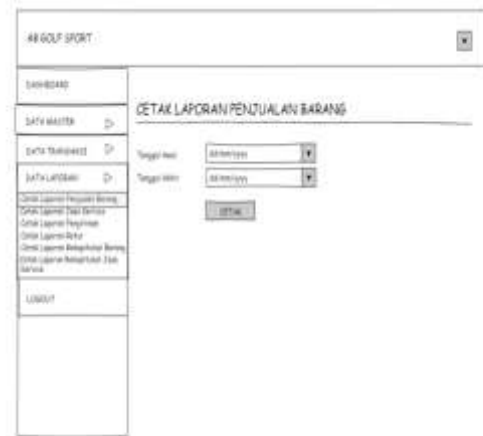 AB GOLF SPORT
DASHBOARD
CETAK LAPORAN PENJUALAN BARANG
DATA MASTER
DATA TRANSAKSI
Tanggal Awal
dd/mm/yyyy
DATA LAPORAN
Tanggal Akhir
dd/mm/yyyy
Cetak Laporan Penjualan Barang
Cetak Laporan Jasa Service
Cetak Laporan Pengiriman
Cetak Laporan Retur
Cetak Laporan Rekapitulasi Barang
Cetak Laporan Rekapitulasi Jasa
Service
CETAK
LOGOUT